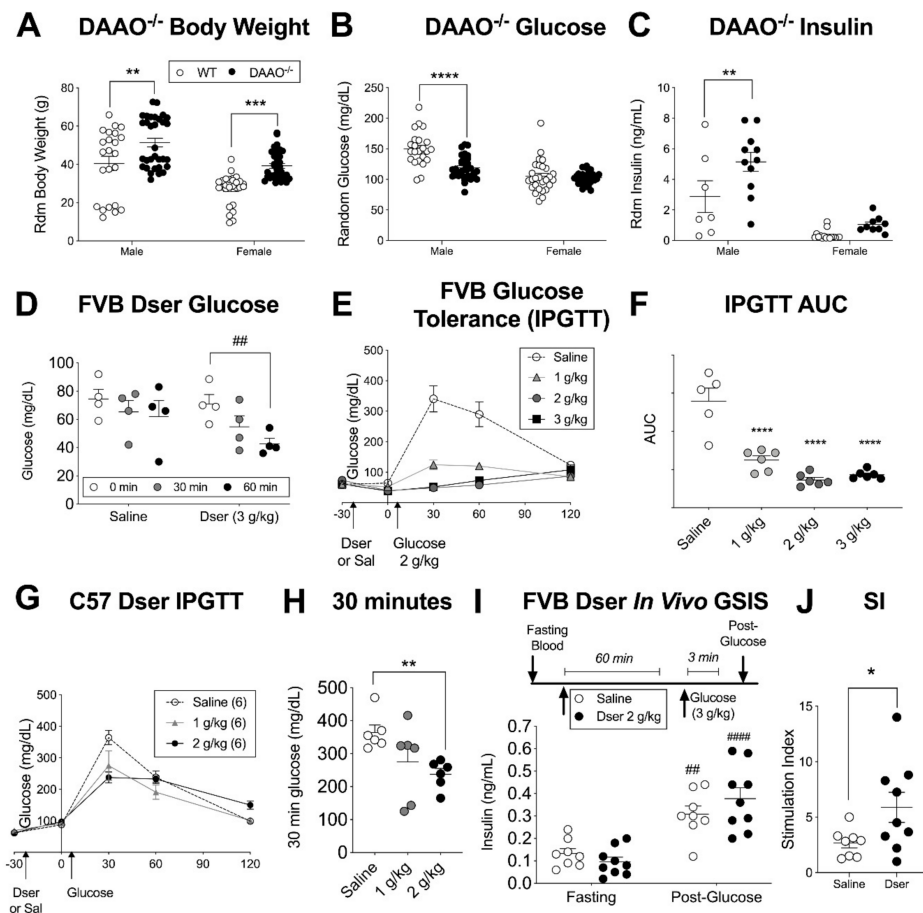 A DAAO-/- Body Weight
WT DAAO-/-
**
***
Rdm Body Weight (g)
80
60
40
20
0
Male Female
B DAAO-/- Glucose
****
Random Glucose (mg/dL)
250
200
150
100
50
0
Male Female
C DAAO-/- Insulin
**
Rdm Insulin (ng/mL)
10
8
6
4
2
0
Male Female
D FVB Dser Glucose
##
Glucose (mg/dL)
100
80
60
40
20
0
0 min 30 min 60 min
Saline Dser (3 g/kg)
E FVB Glucose
Tolerance (IPGTT)
Saline
1 g/kg
2 g/kg
3 g/kg
Glucose (mg/dL)
500
400
300
200
100
-30 0 30 60 120
Dser
or Sal
Glucose
2 g/kg
F IPGTT AUC
AUC
**** **** ****
Saline 1 g/kg 2 g/kg 3 g/kg
G C57 Dser IPGTT
Saline (6)
1 g/kg (6)
2 g/kg (6)
Glucose (mg/dL)
500
400
300
200
100
-30 0 30 60 120
Dser
or Sal
Glucose
H 30 minutes
**
30 min glucose (mg/dL)
500
400
300
200
100
0
Saline 1 g/kg 2 g/kg
I FVB Dser In Vivo GSIS
Fasting
Blood
60 min
3 min
Post-
Glucose
Saline
Dser 2 g/kg
Glucose
(3 g/kg)
Insulin (ng/mL)
0.7
0.6
0.5
0.4
0.3
0.2
0.1
0.0
##
####
Fasting Post-Glucose
J SI
*
Stimulation Index
15
10
5
0
Saline Dser